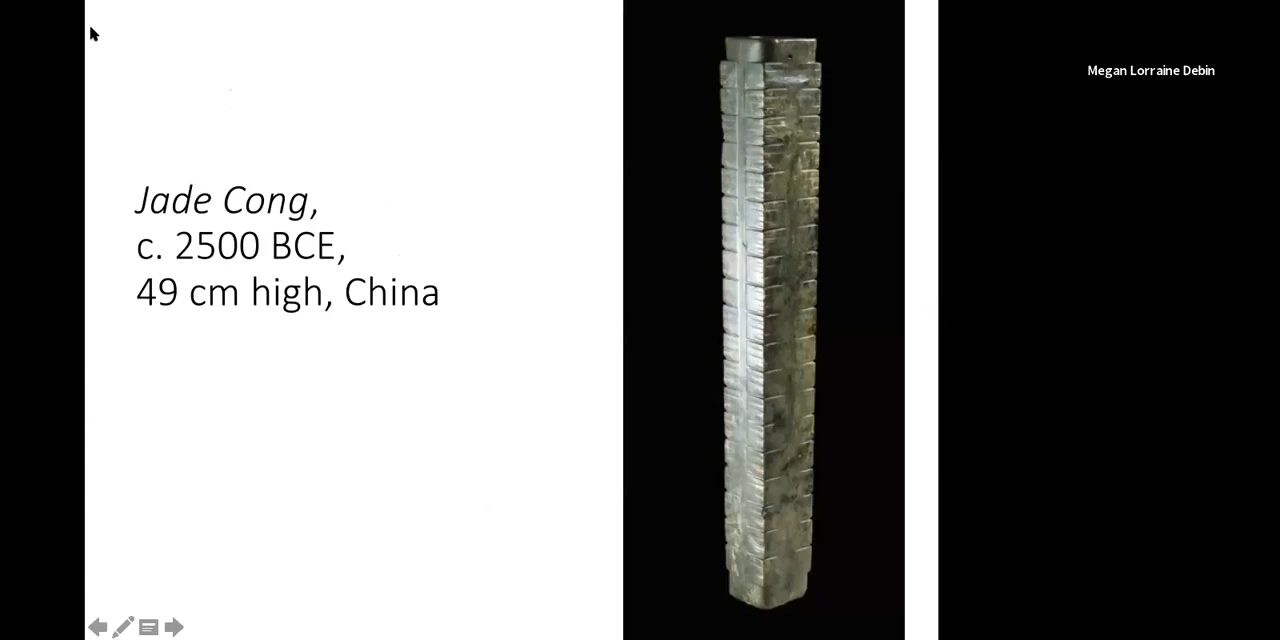 Jade Cong,
c. 2500 BCE,
49 cm high, China
Megan Lorraine Debin